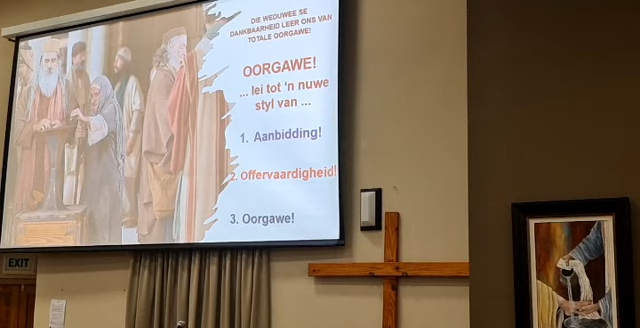 DIE WEDUWEE SE
DANKBAARHEID LEER ONS VAN
TOTALE OORGAWE!
OORGAWE!
... lei tot 'n nuwe
styl van ...
1. Aanbidding!
2. Offervaardigheid!
3. Oorgawe!
EXIT